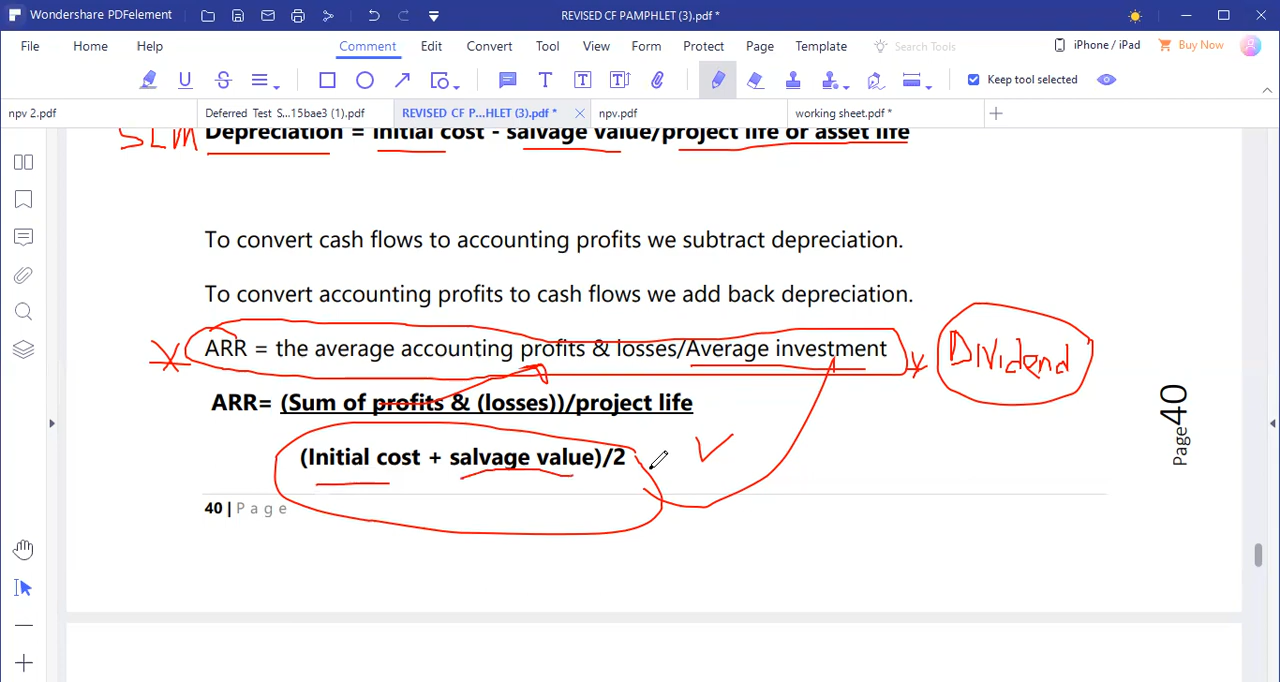 Wondershare PDFelement
REVISED CF PAMPHLET (3).pdf *
File Home Help Comment Edit Convert Tool View Form Protect Page Template Search Tools iPhone / iPad Buy Now
Keep tool selected
npv 2.pdf Deferred Test S...15bae3 (1).pdf REVISED CF P...HLET (3).pdf * npv.pdf working sheet.pdf *
SLM Depreciation = Initial cost - salvage value/project life or asset life
To convert cash flows to accounting profits we subtract depreciation.
To convert accounting profits to cash flows we add back depreciation.
ARR = the average accounting profits & losses/Average investment
Dividend
ARR= (Sum of profits & (losses))/project life
(Initial cost + salvage value)/2
Page40
40 | Page